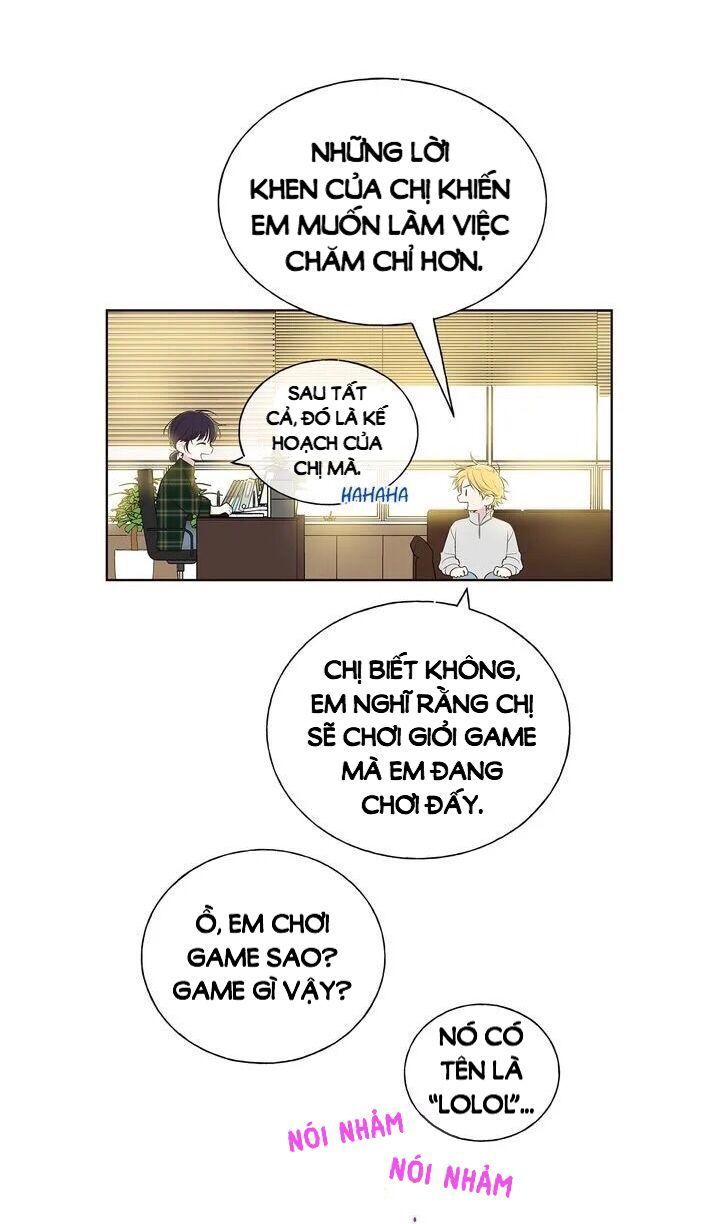 NHỮNG LỜI
KHEN CỦA CHỊ KHIẾN
EM MUỐN LÀM VIỆC
CHĂM CHỈ HƠN.
SAU TẤT
CẢ, ĐÓ LÀ KẾ
HOẠCH CỦA
CHỊ MÀ.
HAHAHA
CHỊ BIẾT KHÔNG,
EM NGHĨ RẰNG CHỊ
SẼ CHƠI GIỎI GAME
MÀ EM ĐANG
CHƠI ĐẤY.
Ồ, EM CHƠI
GAME SAO?
GAME GÌ VẬY?
NÓ CÓ
TÊN LÀ
“LOLOL”...
NÓI NHẢM
NÓI NHẢM